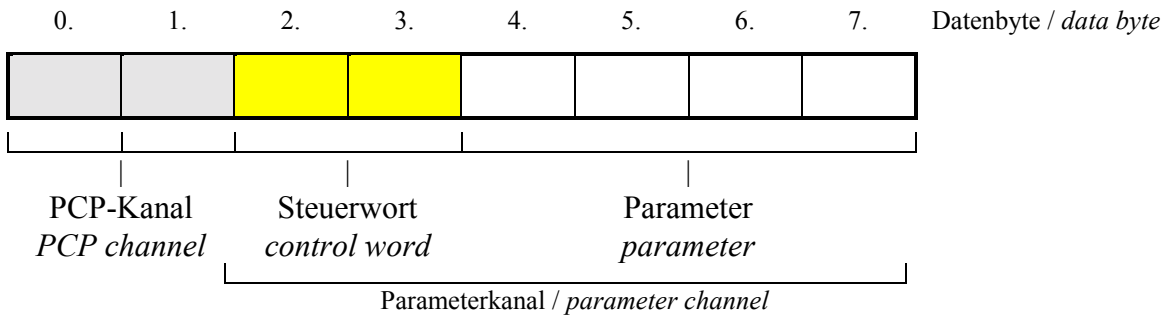 0. 1. 2. 3. 4. 5. 6. 7. Datenbyte / data byte
PCP-Kanal Steuerwort Parameter
PCP channel control word parameter
Parameterkanal / parameter channel